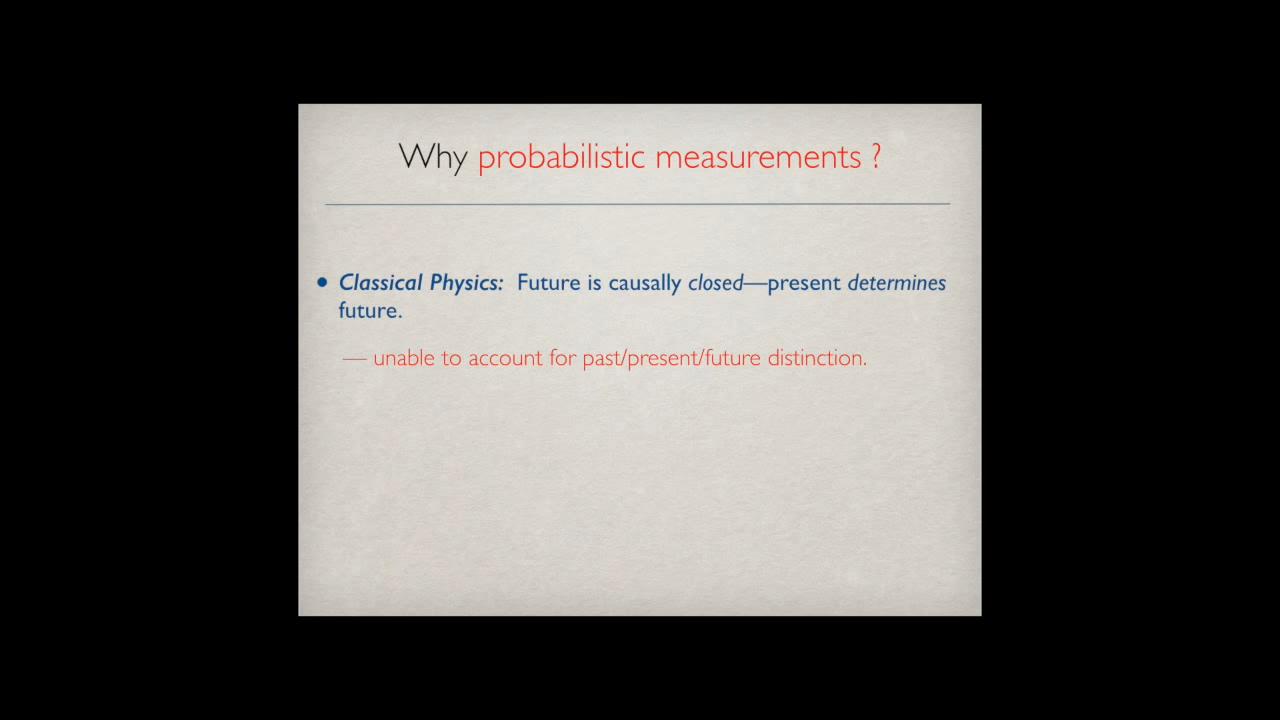 Why probabilistic measurements ?
• Classical Physics: Future is causally closed—present determines
future.
— unable to account for past/present/future distinction.